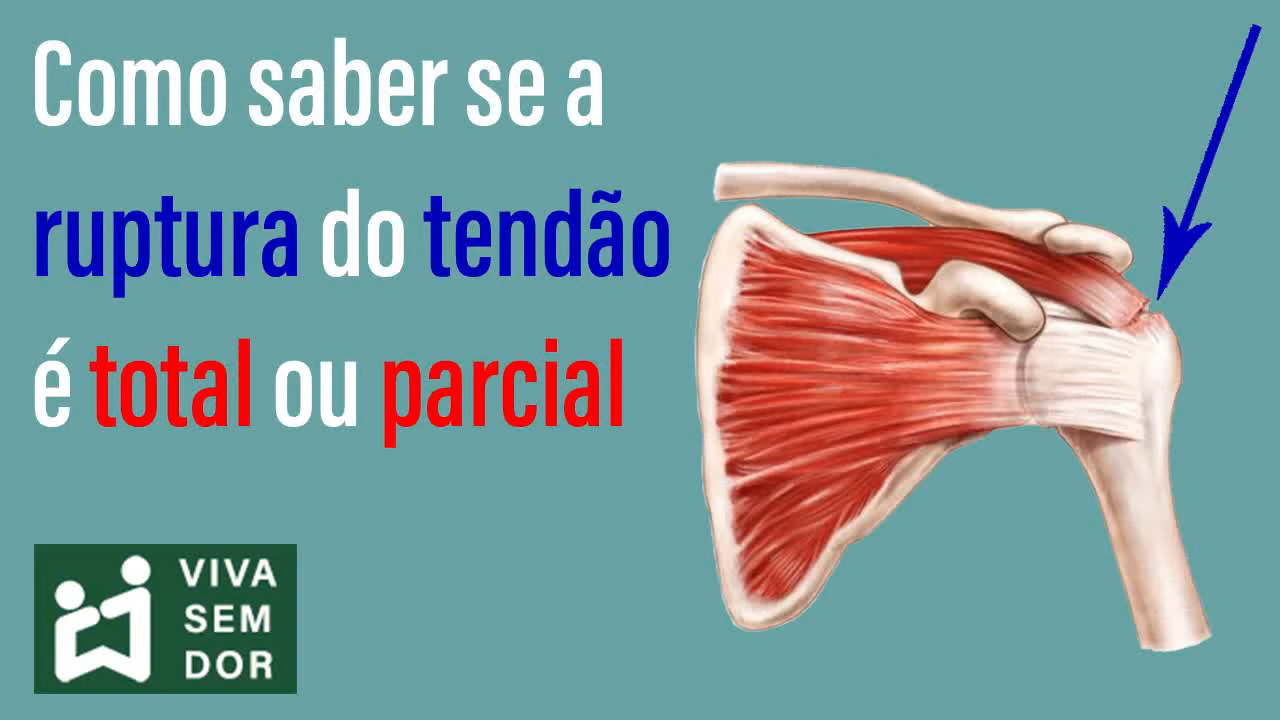 Como saber se a
ruptura do tendão
é total ou parcial
VIVA
SEM
DOR